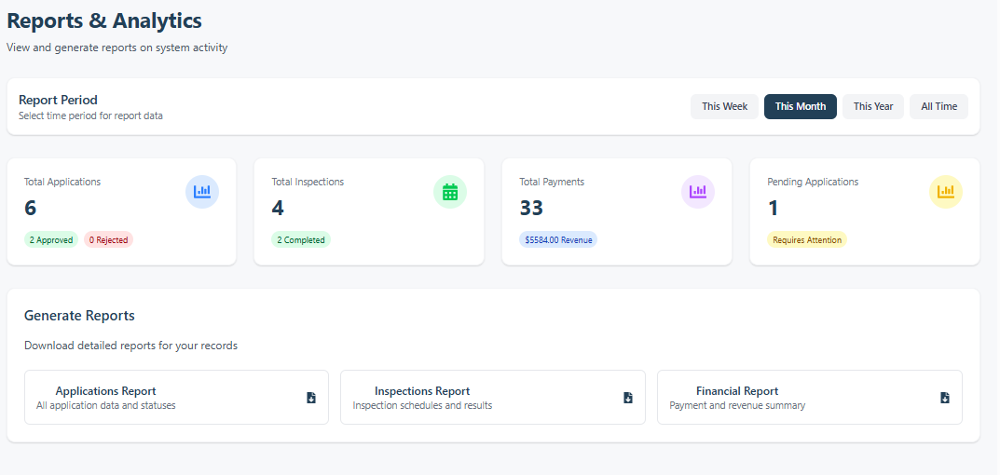 Reports & Analytics
View and generate reports on system activity
Report Period
Select time period for report data
This Week
This Month
This Year
All Time
Total Applications
6
2 Approved
0 Rejected
Total Inspections
4
2 Completed
Total Payments
33
$5584.00 Revenue
Pending Applications
1
Requires Attention
Generate Reports
Download detailed reports for your records
Applications Report
All application data and statuses
Inspections Report
Inspection schedules and results
Financial Report
Payment and revenue summary